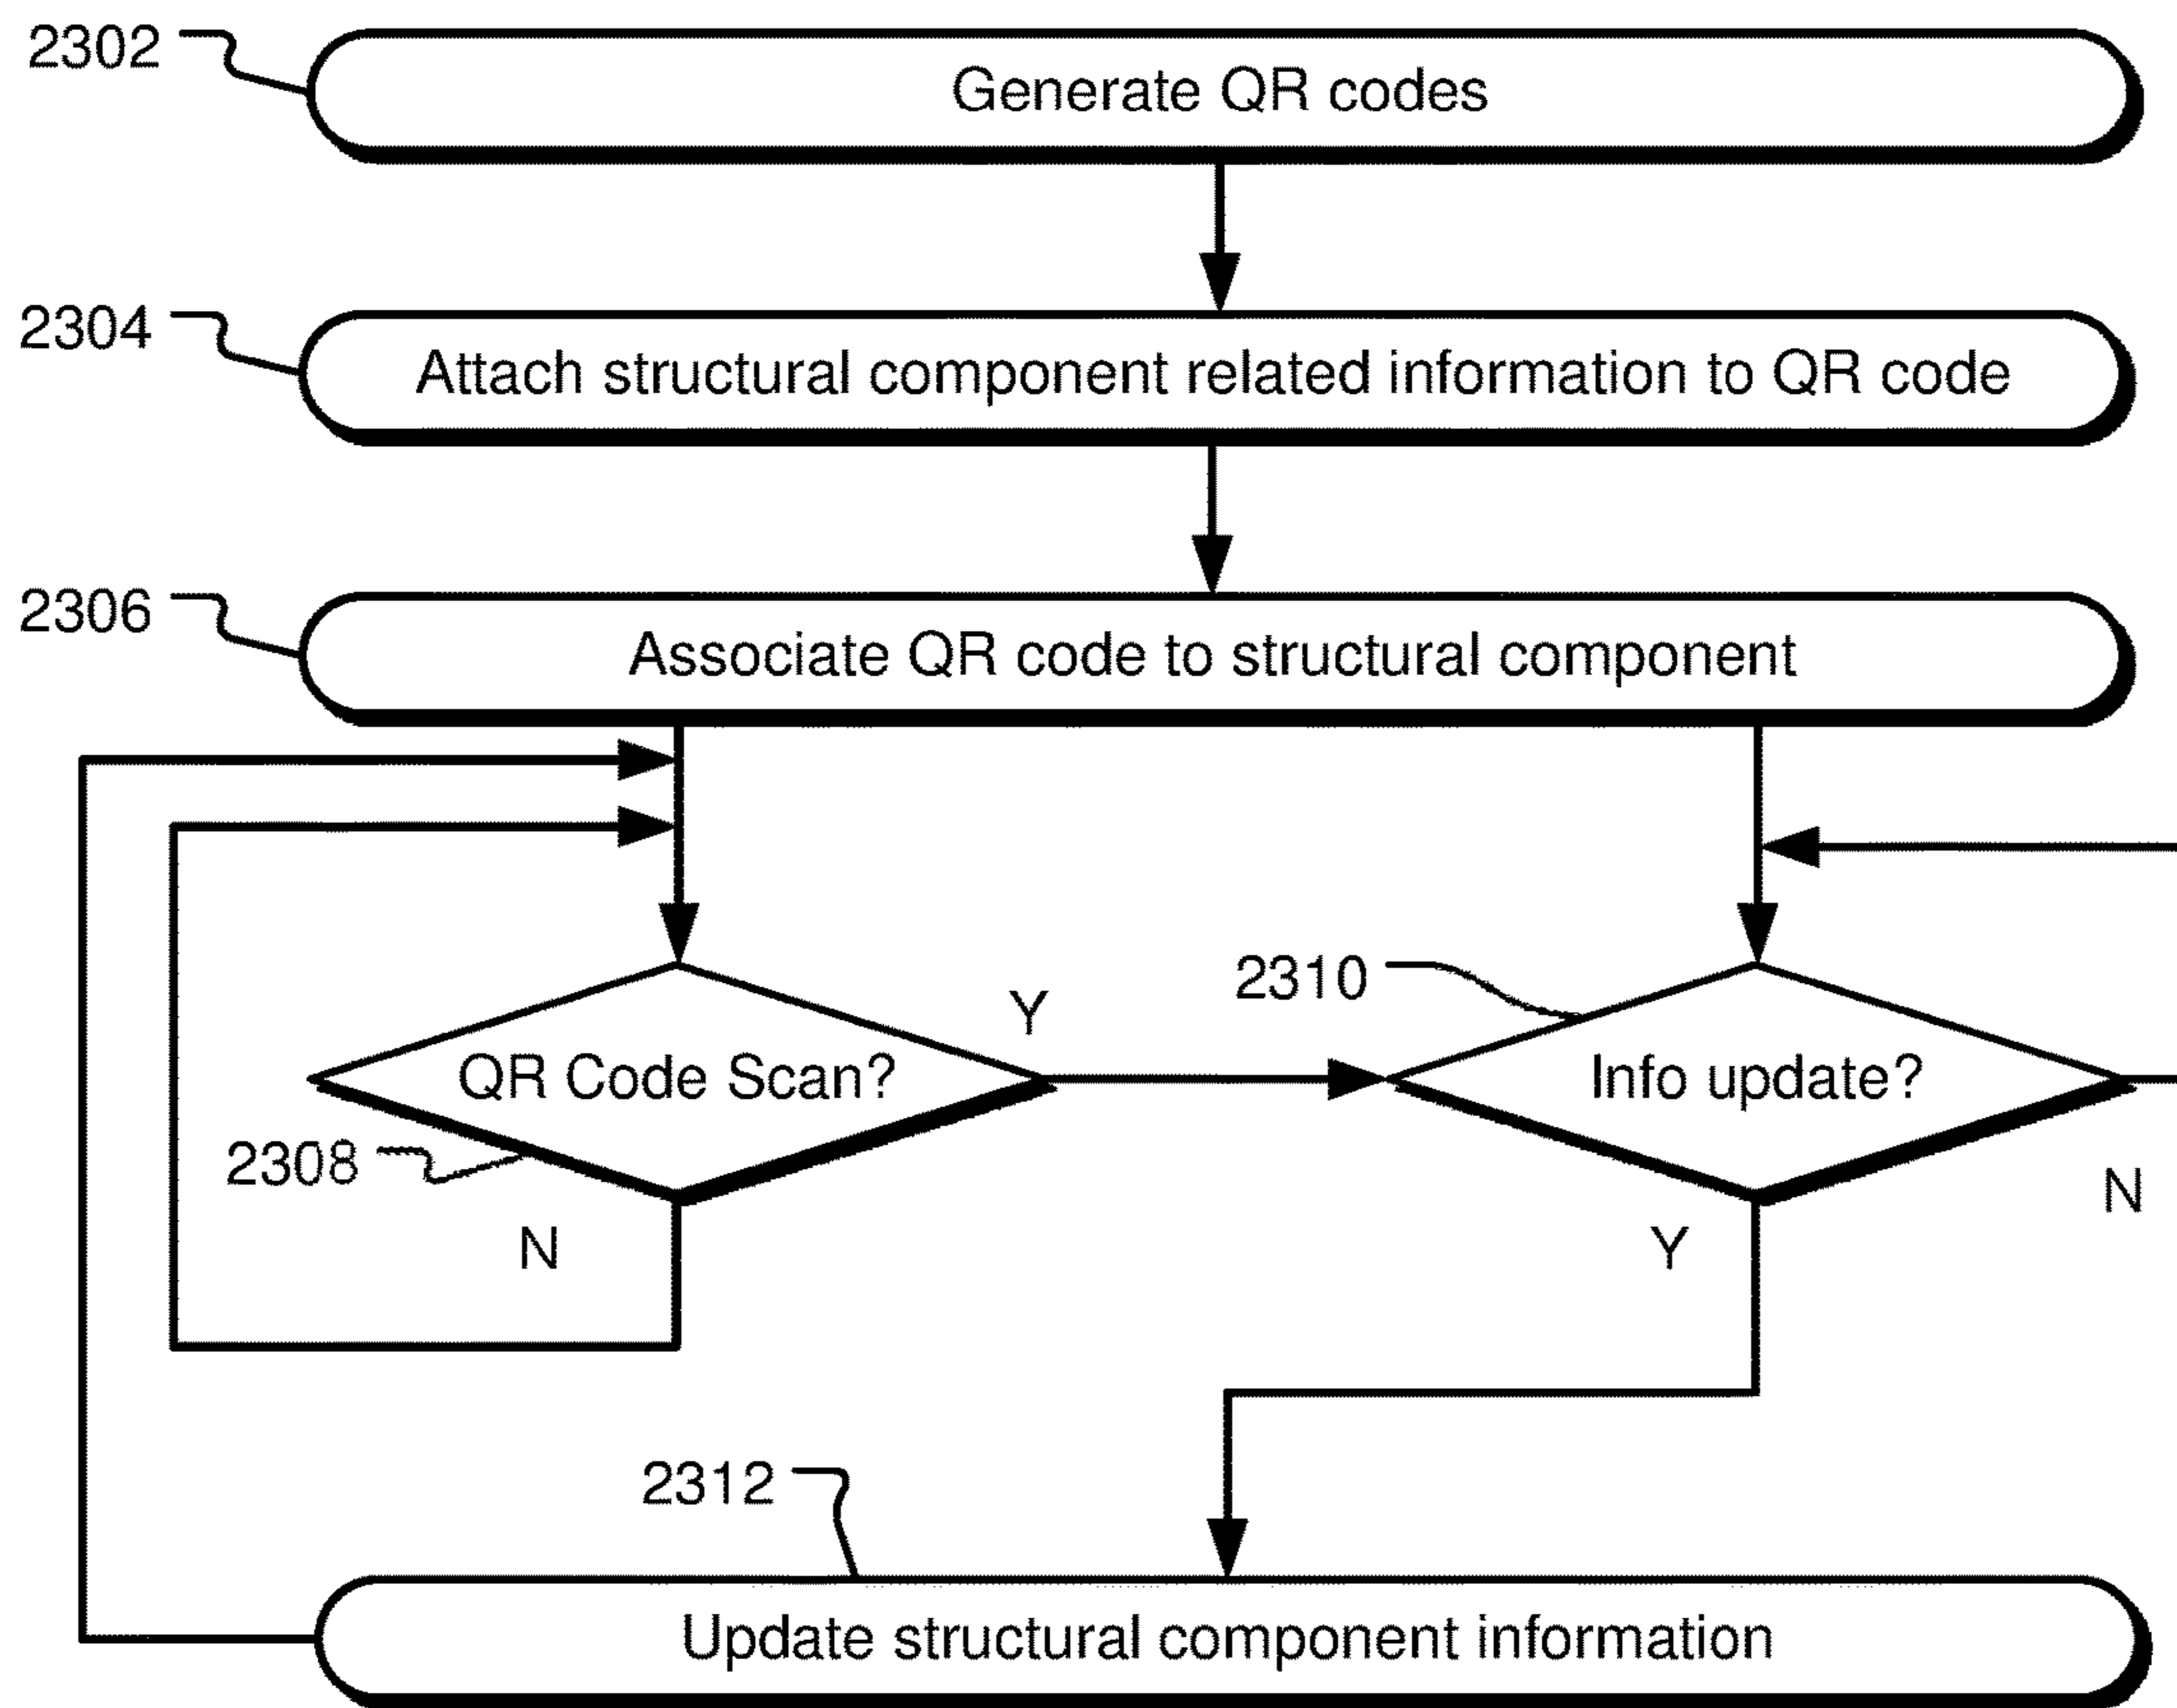 2302
Generate QR codes
2304
Attach structural component related information to QR code
2306
Associate QR code to structural component
Y
2310
QR Code Scan?
Info update?
2308
N
N
Y
2312
Update structural component information